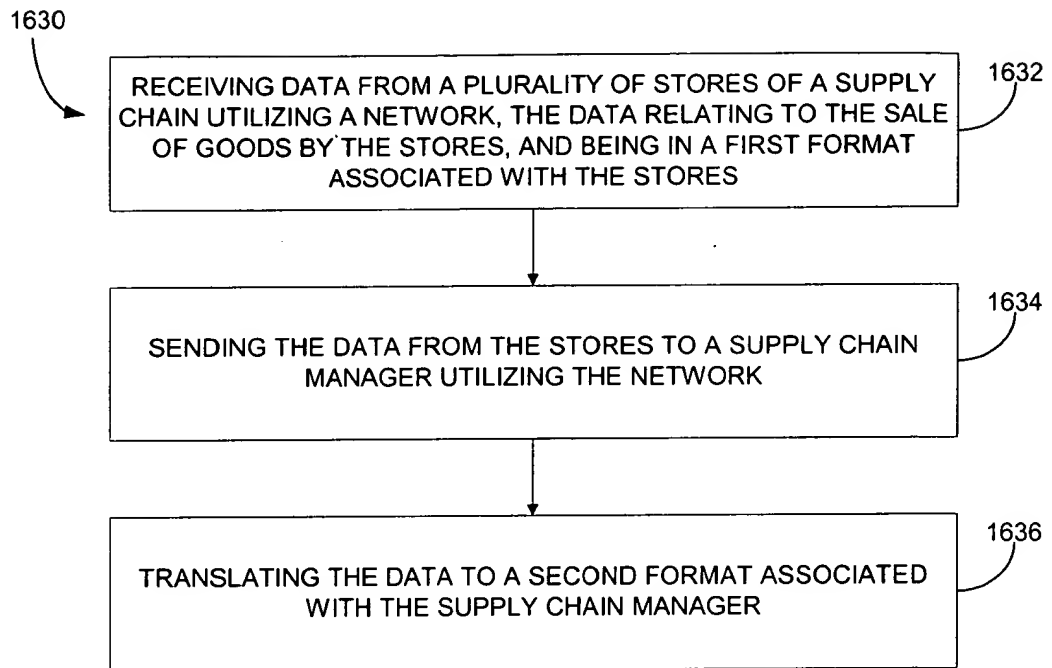 1630
RECEIVING DATA FROM A PLURALITY OF STORES OF A SUPPLY
CHAIN UTILIZING A NETWORK, THE DATA RELATING TO THE SALE
OF GOODS BY THE STORES, AND BEING IN A FIRST FORMAT
ASSOCIATED WITH THE STORES
1632
SENDING THE DATA FROM THE STORES TO A SUPPLY CHAIN
MANAGER UTILIZING THE NETWORK
1634
TRANSLATING THE DATA TO A SECOND FORMAT ASSOCIATED
WITH THE SUPPLY CHAIN MANAGER
1636